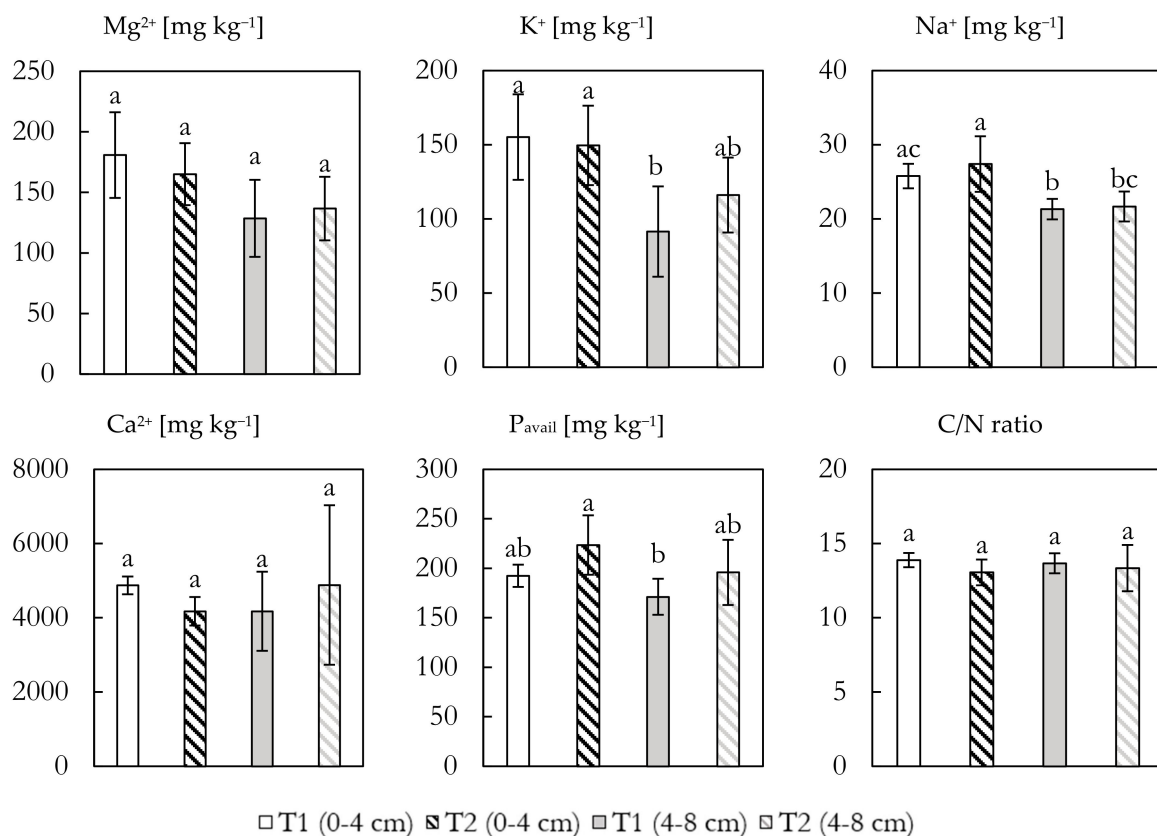 Mg²⁺ [mg kg⁻¹]
250
200
150
100
50
0
a
a
a
a
K⁺ [mg kg⁻¹]
200
150
100
50
0
a
a
b
ab
Na⁺ [mg kg⁻¹]
40
30
20
10
0
ac
a
b
bc
Ca²⁺ [mg kg⁻¹]
8000
6000
4000
2000
0
a
a
a
a
Pavail [mg kg⁻¹]
300
250
200
150
100
50
0
ab
a
b
ab
C/N ratio
20
15
10
5
0
a
a
a
a
T1 (0-4 cm) T2 (0-4 cm) T1 (4-8 cm) T2 (4-8 cm)